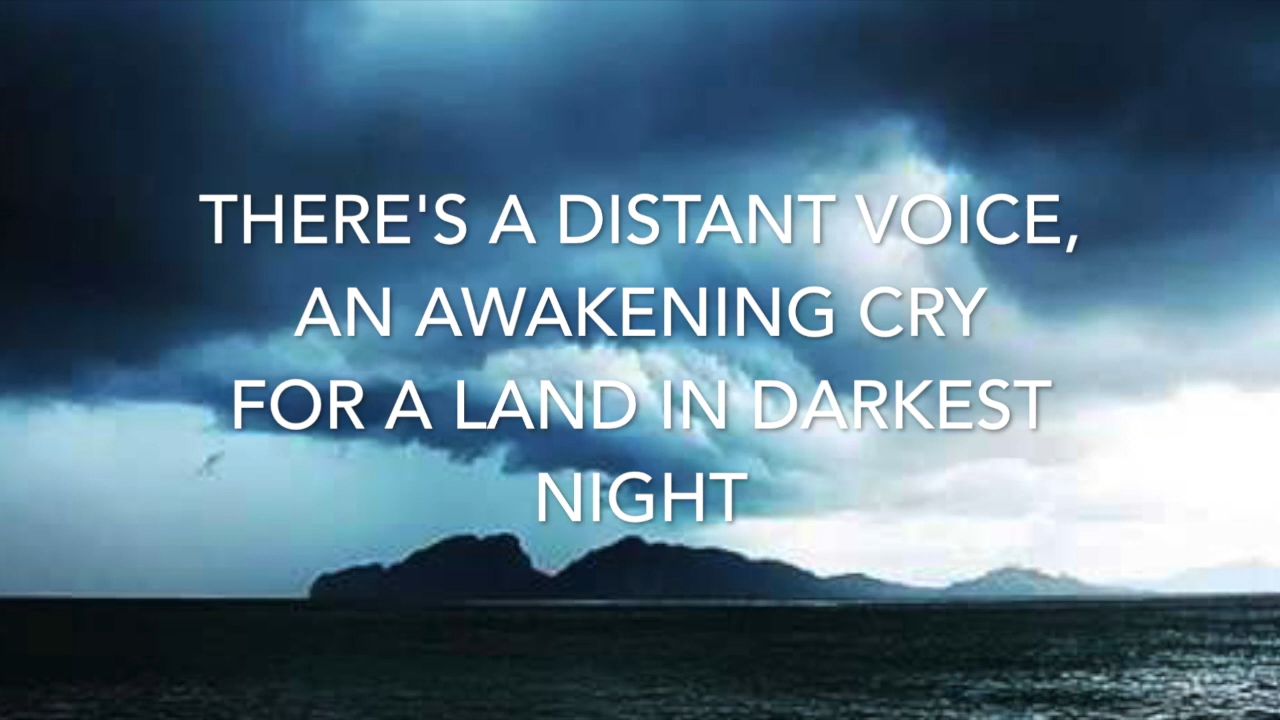 THERE'S A DISTANT VOICE,
AN AWAKENING CRY
FOR A LAND IN DARKEST
NIGHT